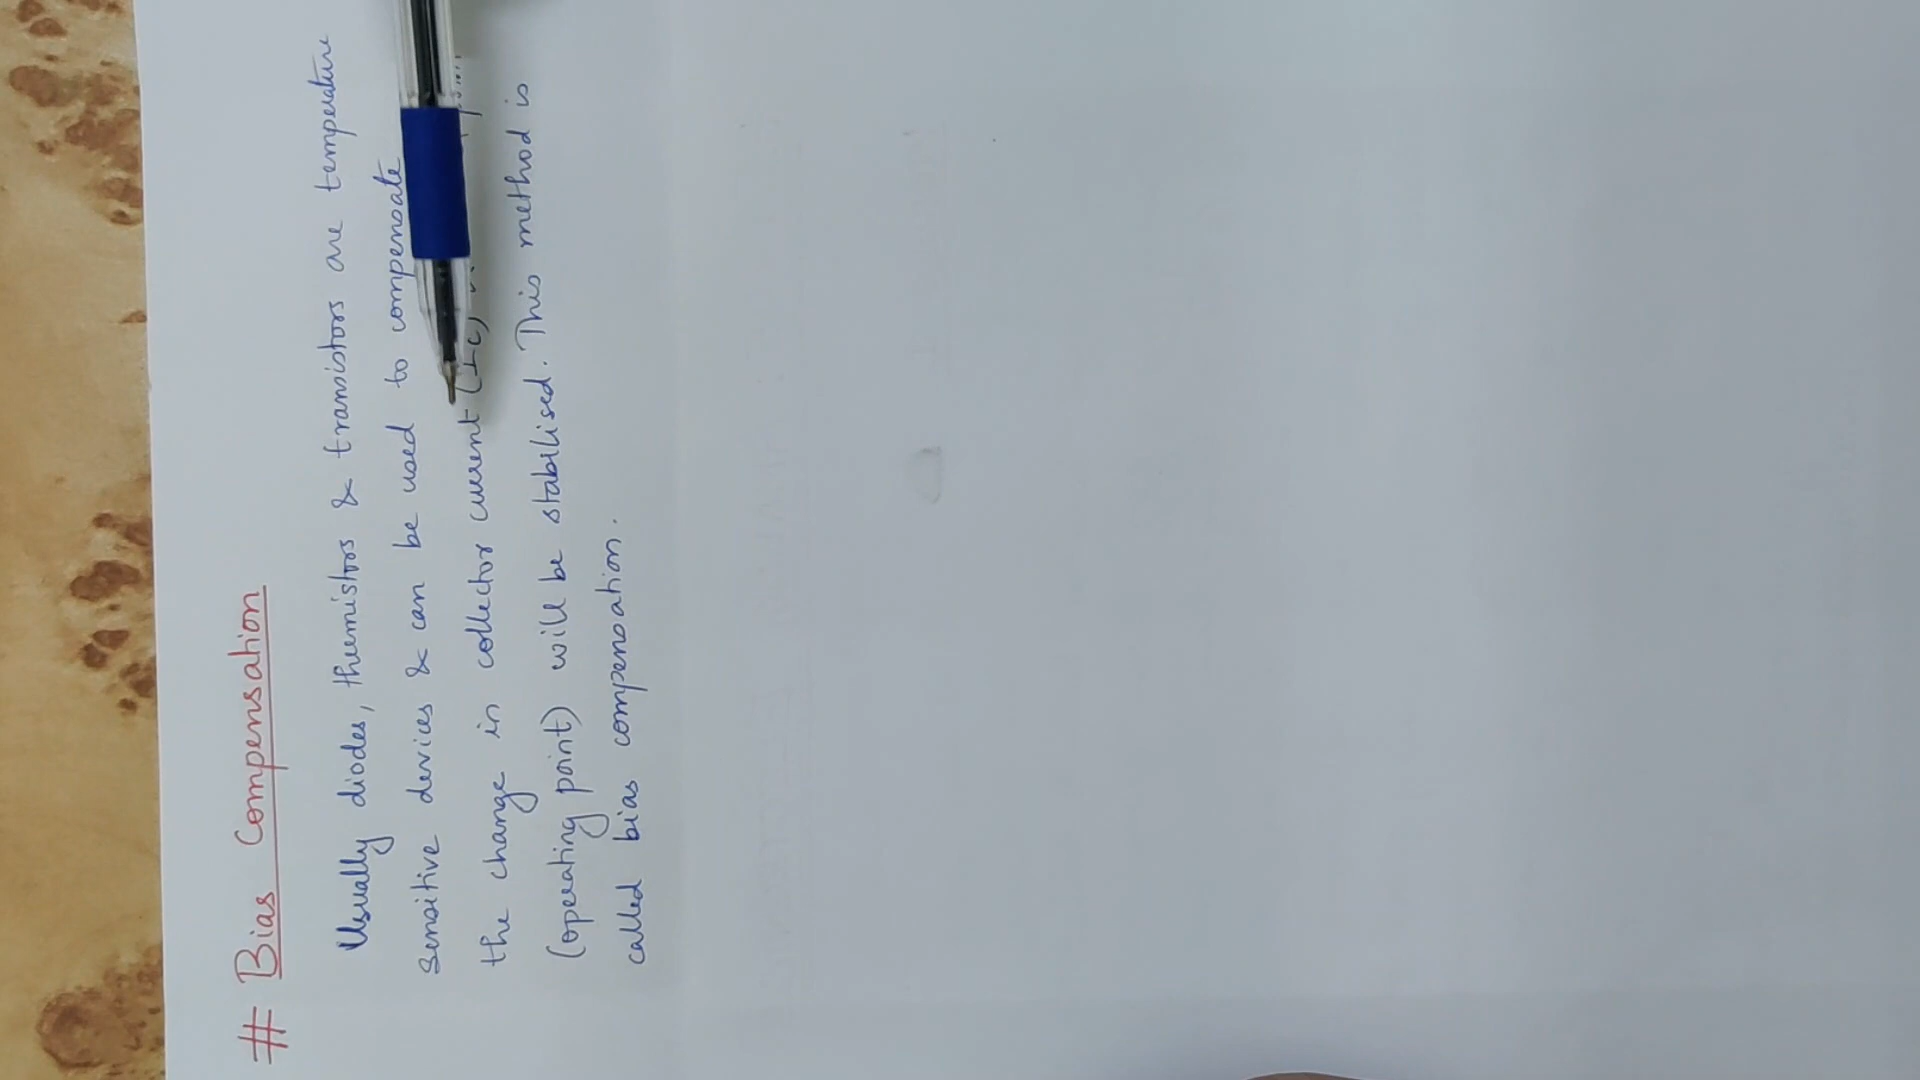 # Bias Compensation
Usually diodes, thermistors & transistors are temperature
sensitive devices & can be used to compensate
the change in collector current (Ic)
(operating point) will be stabilised. This method is
called bias compensation.